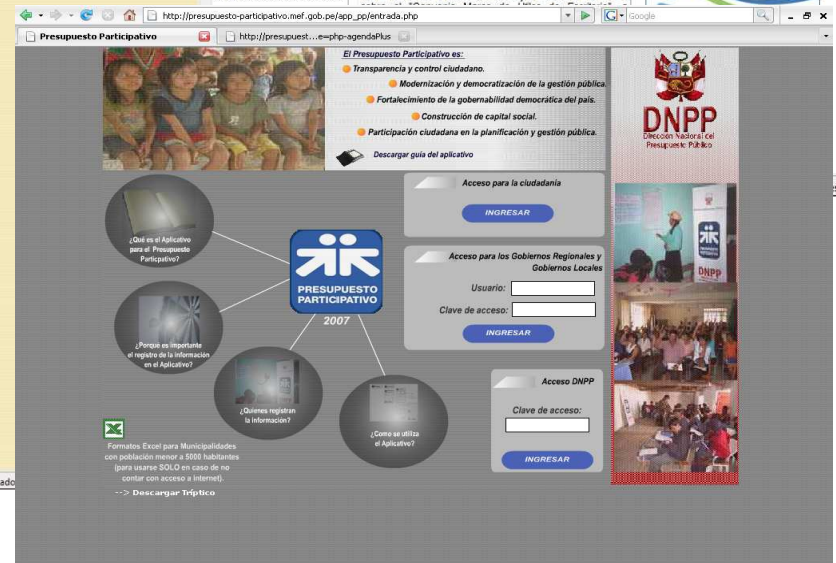 http://presupuesto-participativo.mef.gob.pe/app_pp/entrada.php
Google
Presupuesto Participativo
http://presupuest...e=php-agendaPlus
El Presupuesto Participativo es:
Transparencia y control ciudadano.
Modernización y democratización de la gestión pública.
Fortalecimiento de la gobernabilidad democrática del país.
Construcción de capital social.
Participación ciudadana en la planificación y gestión pública.
Descargar guía del aplicativo
DNPP
Dirección Nacional del
Presupuesto Público
Acceso para la ciudadanía
INGRESAR
¿Qué es el Aplicativo
para el Presupuesto
Particpativo?
PRESUPUESTO
PARTICIPATIVO
2007
Acceso para los Gobiernos Regionales y
Gobiernos Locales
Usuario:
Clave de acceso:
INGRESAR
DNPP
¿Porqué es importante
el registro de la información
en el Aplicativo?
¿Quienes registran
la información?
¿Como se utiliza
el Aplicativo?
Acceso DNPP
Clave de acceso:
INGRESAR
Formatos Excel para Municipalidades
con población menor a 5000 habitantes
(para usarse SOLO en caso de no
contar con acceso a Internet).
--> Descargar Tríptico